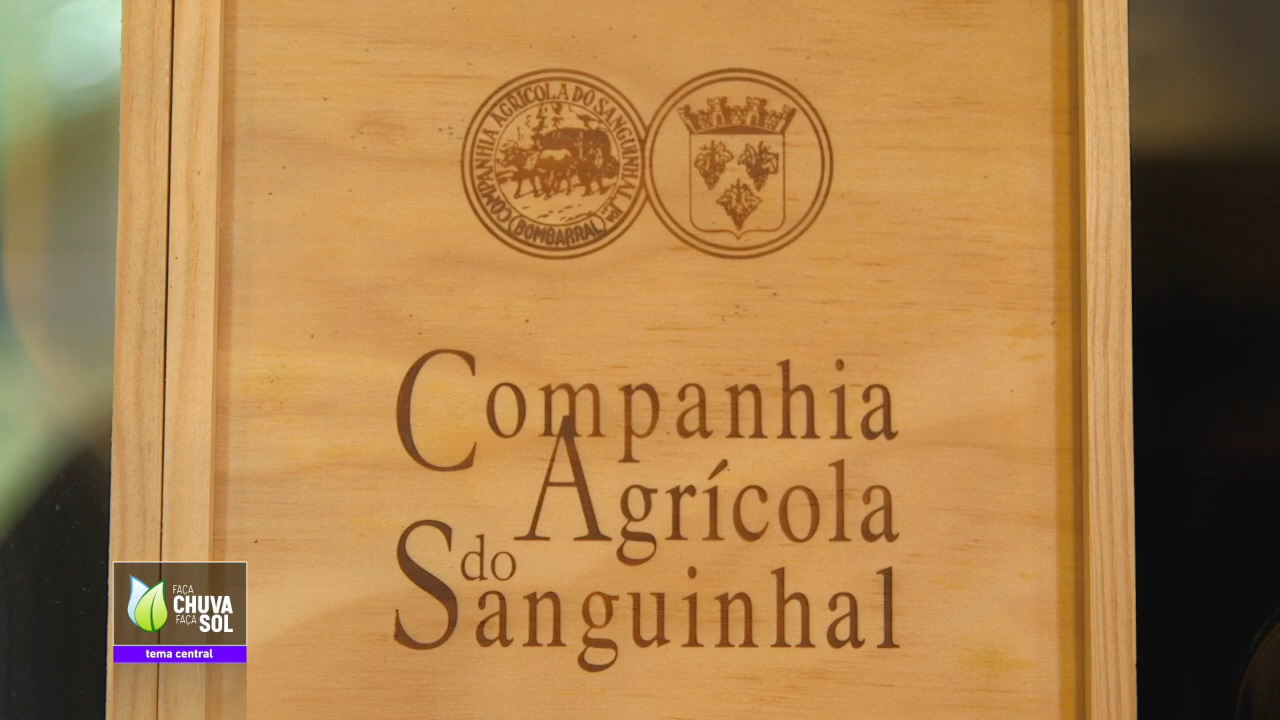 COMPANHIA AGRICOLA DO SANGUINHAL
BOMBARRAL
Companhia
Agrícola
do
Sanguinhal
FAÇA
CHUVA
FAÇA SOL
tema central